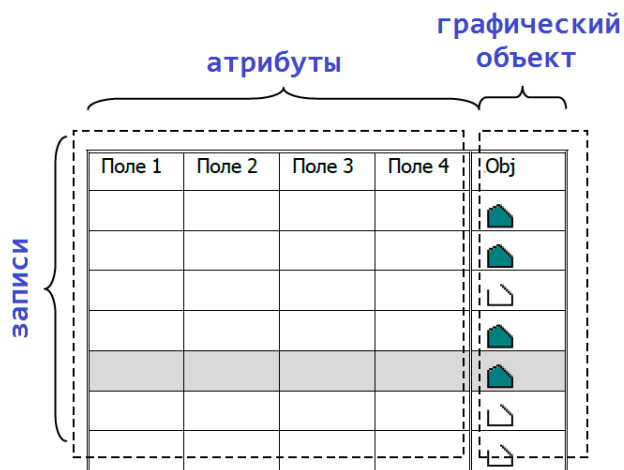 графический
объект
атрибуты
Поле 1 Поле 2 Поле 3 Поле 4 Obj
записи